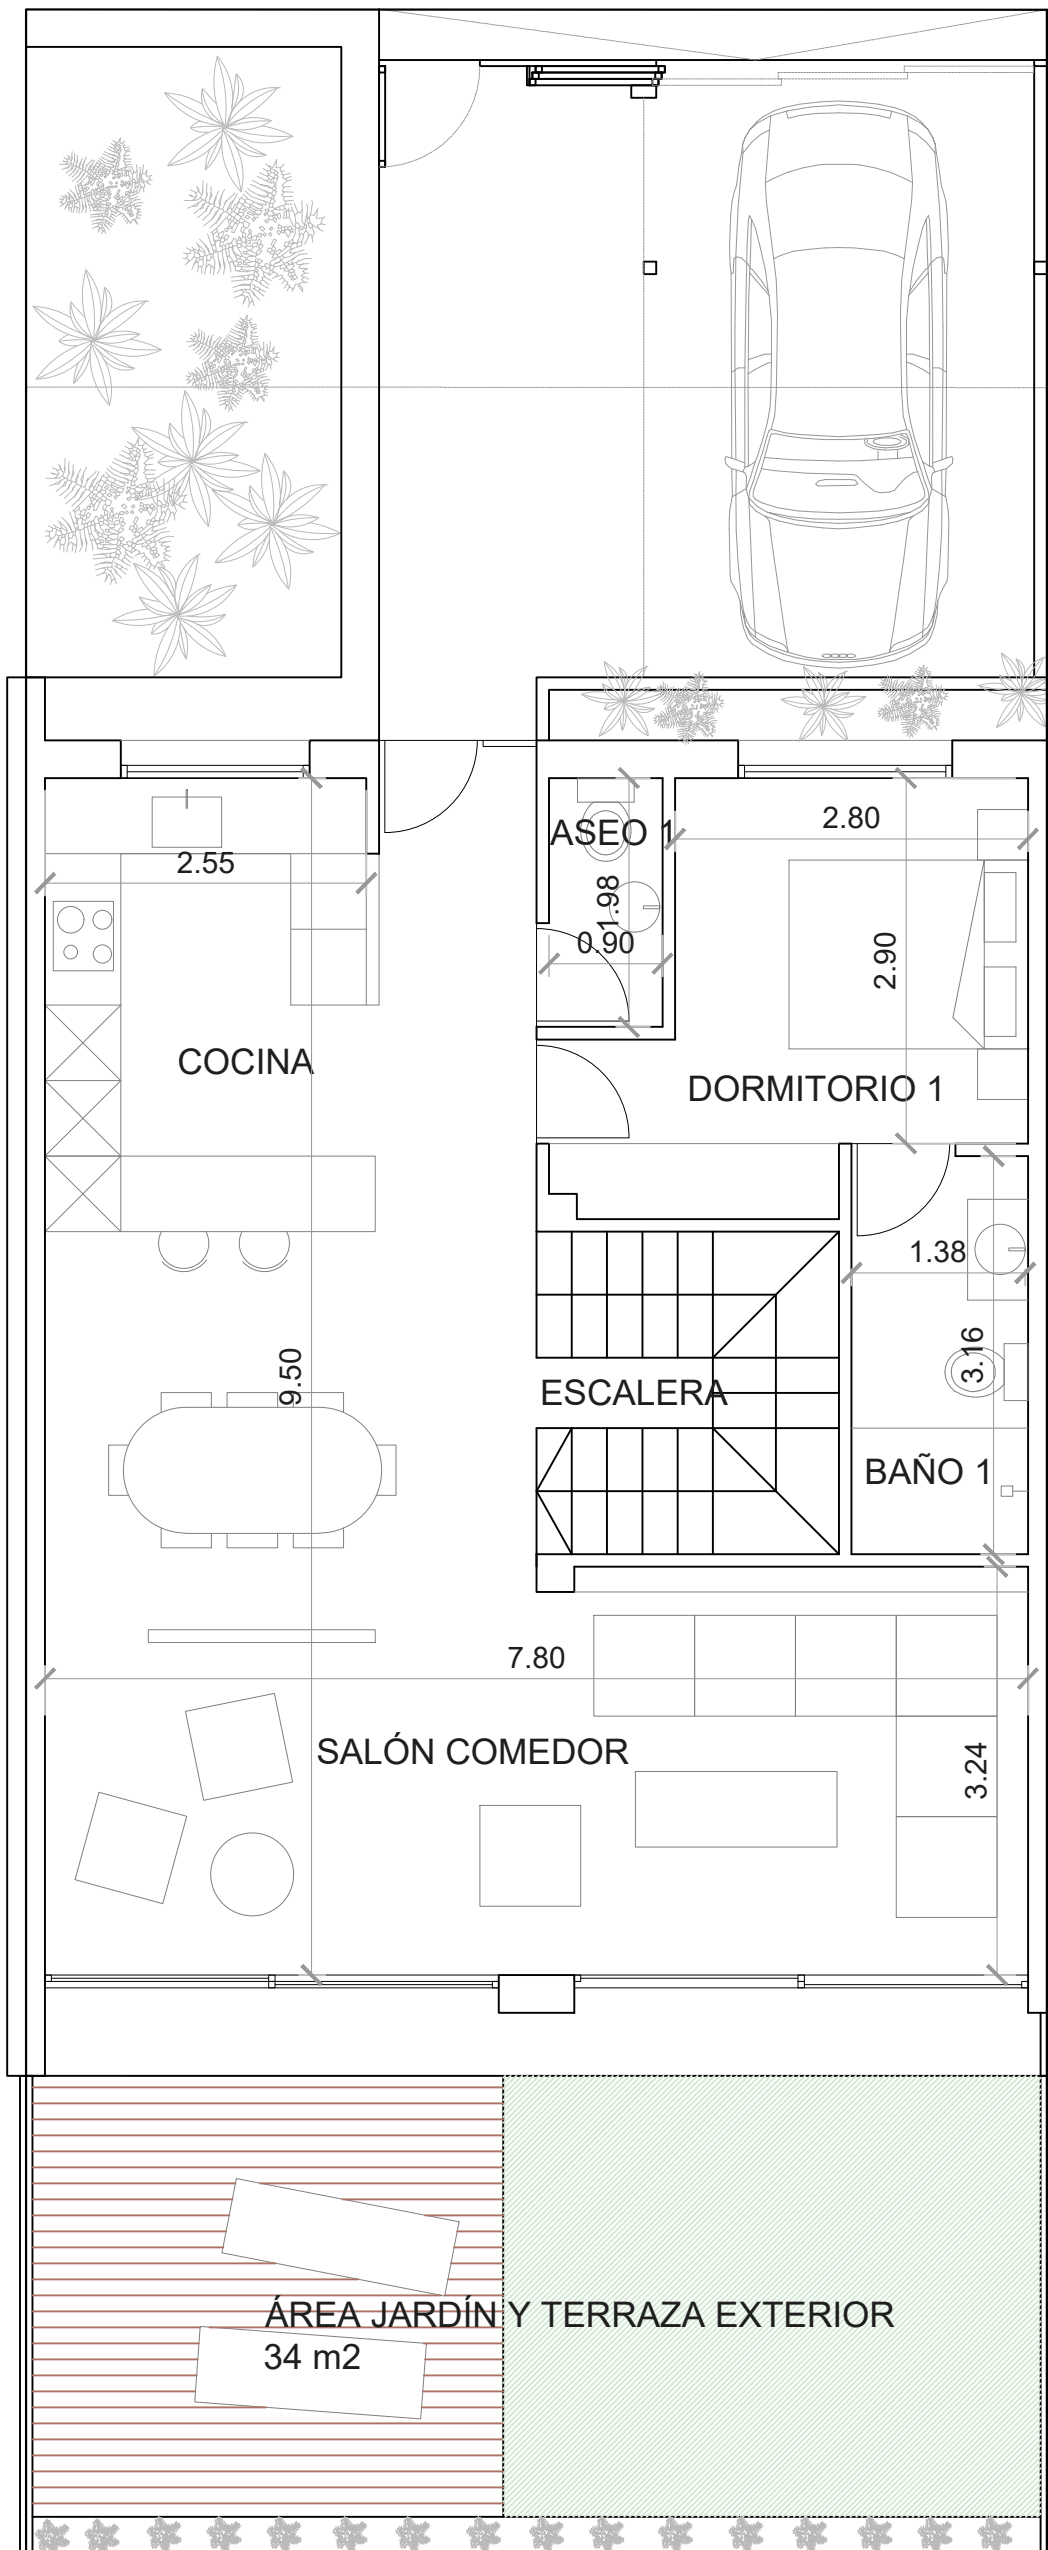 ASEO 1
2.80
2.55
1.98
0.90
2.90
COCINA
DORMITORIO 1
1.38
3.16
9.50
ESCALERA
BAÑO 1
7.80
SALÓN COMEDOR
3.24
ÁREA JARDÍN Y TERRAZA EXTERIOR
34 m2